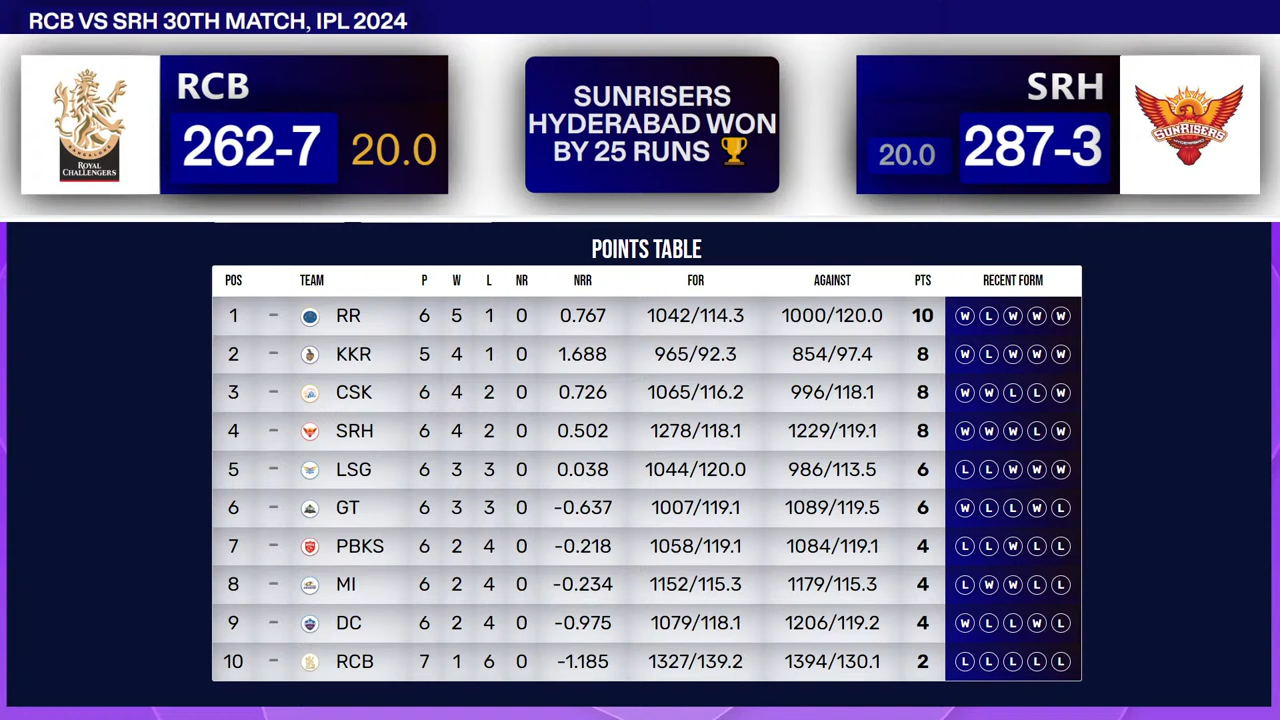 RCB VS SRH 30TH MATCH, IPL 2024
RCB
262-7 20.0
ROYAL
CHALLENGERS
SUNRISERS
HYDERABAD WON
BY 25 RUNS 🏆
SRH
20.0 287-3
SUNRISERS
POINTS TABLE
POS TEAM P W L NR NRR FOR AGAINST PTS RECENT FORM
1 - RR 6 5 1 0 0.767 1042/114.3 1000/120.0 10 W L W W W
2 - KKR 5 4 1 0 1.688 965/92.3 854/97.4 8 W L W W W
3 - CSK 6 4 2 0 0.726 1065/116.2 996/118.1 8 W W L L W
4 - SRH 6 4 2 0 0.502 1278/118.1 1229/119.1 8 W W W L W
5 - LSG 6 3 3 0 0.038 1044/120.0 986/113.5 6 L L W W W
6 - GT 6 3 3 0 -0.637 1007/119.1 1089/119.5 6 W L L W L
7 - PBKS 6 2 4 0 -0.218 1058/119.1 1084/119.1 4 L L W L L
8 - MI 6 2 4 0 -0.234 1152/115.3 1179/115.3 4 L W W L L
9 - DC 6 2 4 0 -0.975 1079/118.1 1206/119.2 4 W L L W L
10 - RCB 7 1 6 0 -1.185 1327/139.2 1394/130.1 2 L L L L L